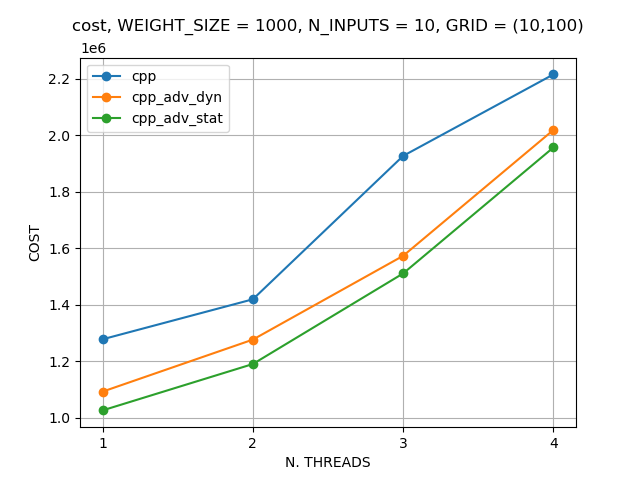 cost, WEIGHT_SIZE = 1000, N_INPUTS = 10, GRID = (10,100)
1e6
cpp
cpp_adv_dyn
cpp_adv_stat
2.2
2.0
1.8
1.6
1.4
1.2
1.0
COST
1 2 3 4
N. THREADS